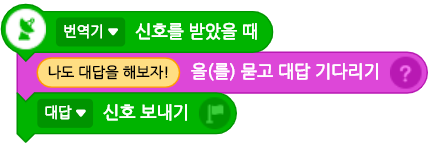 번역기 ▼ 신호를 받았을 때
나도 대답을 해보자! 을(를) 묻고 대답 기다리기 ?
대답 ▼ 신호 보내기